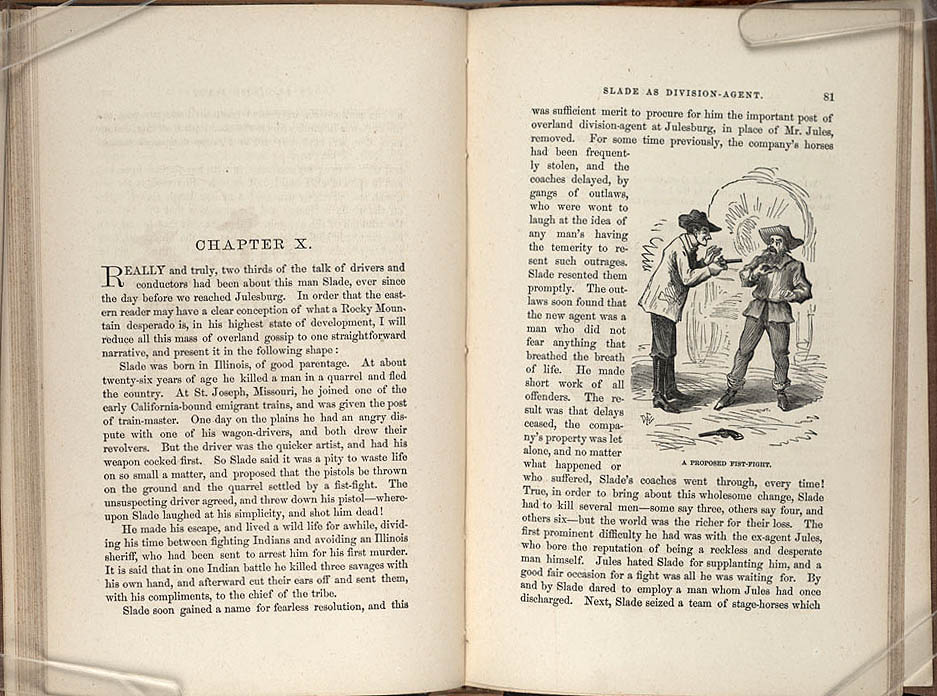 CHAPTER X.
REALLY and truly, two thirds of the talk of drivers and
conductors had been about this man Slade, ever since
the day before we reached Julesburg. In order that the east-
ern reader may have a clear conception of what a Rocky Moun-
tain desperado is, in his highest state of development, I will
reduce all this mass of overland gossip to one straightforward
narrative, and present it in the following shape:
Slade was born in Illinois, of good parentage. At about
twenty-six years of age he killed a man in a quarrel and fled
the country. At St. Joseph, Missouri, he joined one of the
early California-bound emigrant trains, and was given the post
of train-master. One day on the plains he had an angry dis-
pute with one of his wagon-drivers, and both drew their
revolvers. But the driver was the quicker artist, and had his
weapon cocked first. So Slade said it was a pity to waste life
on so small a matter, and proposed that the pistols be thrown
on the ground and the quarrel settled by a fist-fight. The
unsuspecting driver agreed, and threw down his pistol—where-
upon Slade laughed at his simplicity, and shot him dead!
He made his escape, and lived a wild life for awhile, divid-
ing his time between fighting Indians and avoiding an Illinois
sheriff, who had been sent to arrest him for his first murder.
It is said that in one Indian battle he killed three savages with
his own hand, and afterward cut their ears off and sent them,
with his compliments, to the chief of the tribe.
Slade soon gained a name for fearless resolution, and this
SLADE AS DIVISION-AGENT. 81
was sufficient merit to procure for him the important post of
overland division-agent at Julesburg, in place of Mr. Jules,
removed. For some time previously, the company's horses
had been frequent-
ly stolen, and the
coaches delayed, by
gangs of outlaws,
who were wont to
laugh at the idea of
any man's having
the temerity to re-
sent such outrages.
Slade resented them
promptly. The out-
laws soon found that
the new agent was a
man who did not
fear anything that
breathed the breath
of life. He made
short work of all
offenders. The re-
sult was that delays
ceased, the compa-
ny's property was let
alone, and no matter
what happened or
who suffered, Slade's coaches went through, every time!
True, in order to bring about this wholesome change, Slade
had to kill several men—some say three, others say four, and
others six—but the world was the richer for their loss. The
first prominent difficulty he had was with the ex-agent Jules,
who bore the reputation of being a reckless and desperate
man himself. Jules hated Slade for supplanting him, and a
good fair occasion for a fight was all he was waiting for. By
and by Slade dared to employ a man whom Jules had once
discharged. Next, Slade seized a team of stage-horses which
A PROPOSED FIST-FIGHT.